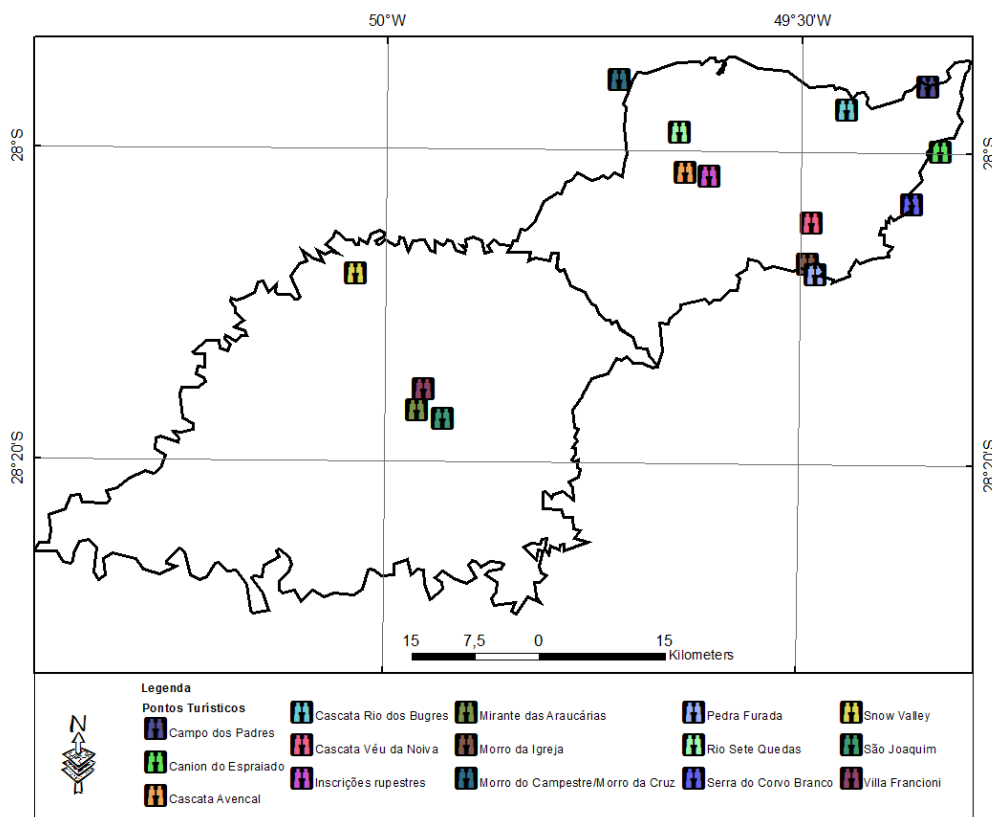 50°W 49°30'W
28°S 28°S
28°20'S 28°20'S
15 7,5 0 15
Kilometers
Legenda
Pontos Turísticos
Campo dos Padres
Canion do Espraiado
Cascata Avencal
Cascata Rio dos Bugres
Cascata Véu da Noiva
Inscrições rupestres
Mirante das Araucárias
Morro da Igreja
Morro do Campestre/Morro da Cruz
Pedra Furada
Rio Sete Quedas
Serra do Corvo Branco
Snow Valley
São Joaquim
Villa Francioni
N
50°W 49°30'W